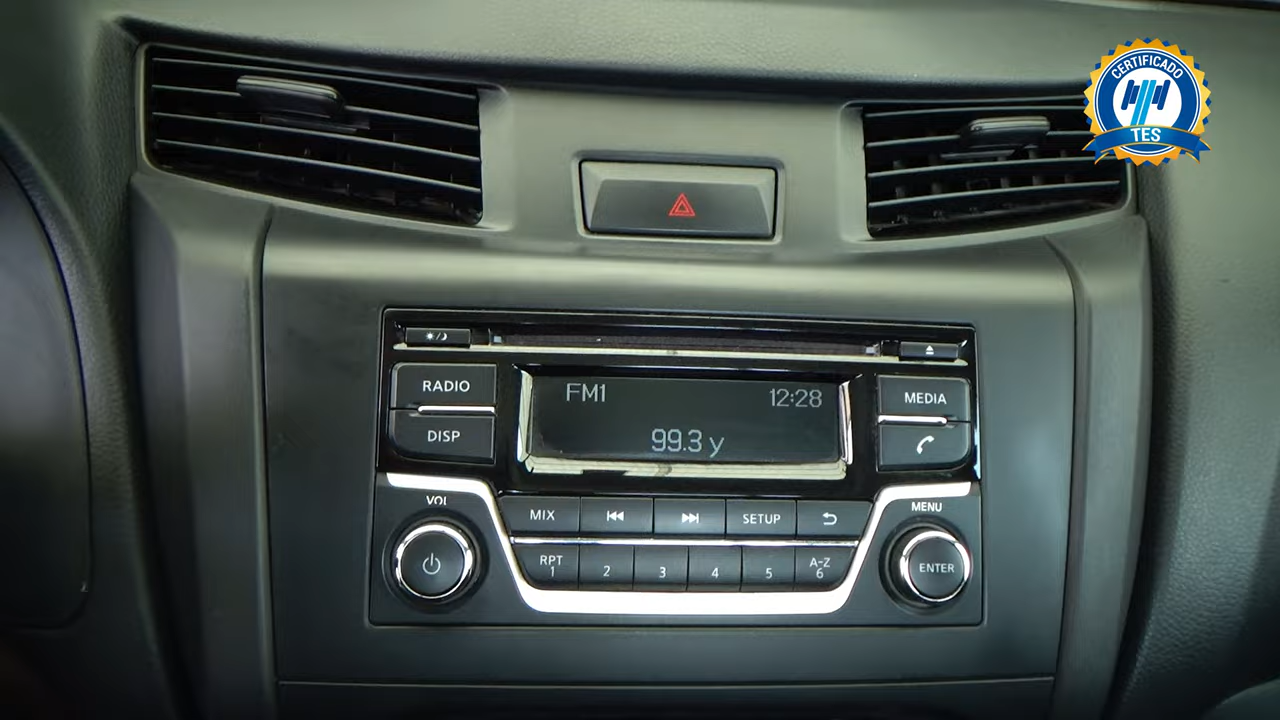 CERTIFICADO
TES
RADIO
DISP
FM1
12:28
99.3 y
MEDIA
VOL
MENU
MIX
SETUP
RPT
1
2
3
4
5
A-Z
6
ENTER